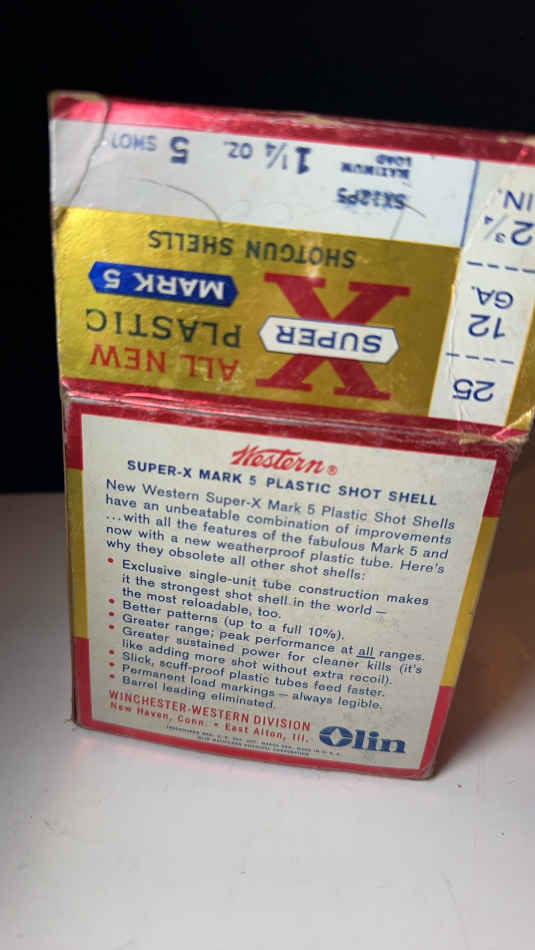 5 SHOT
1¼ OZ.
MAXIMUM
LOAD
SX12P5
2¾
IN.
12
GA.
25
ALL NEW
PLASTIC
MARK 5
SUPER
X
SHOTGUN SHELLS
Western®
SUPER-X MARK 5 PLASTIC SHOT SHELL
New Western Super-X Mark 5 Plastic Shot Shells
have an unbeatable combination of improvements
...with all the features of the fabulous Mark 5 and
now with a new weatherproof plastic tube. Here's
why they obsolete all other shot shells:
• Exclusive single-unit tube construction makes
it the strongest shot shell in the world—
the most reloadable, too.
• Better patterns (up to a full 10%).
• Greater range; peak performance at all ranges.
• Greater sustained power for cleaner kills (it's
like adding more shot without extra recoil).
• Slick, scuff-proof plastic tubes feed faster.
• Permanent load markings—always legible.
• Barrel leading eliminated.
WINCHESTER-WESTERN DIVISION
New Haven, Conn. • East Alton, Ill.
Olin